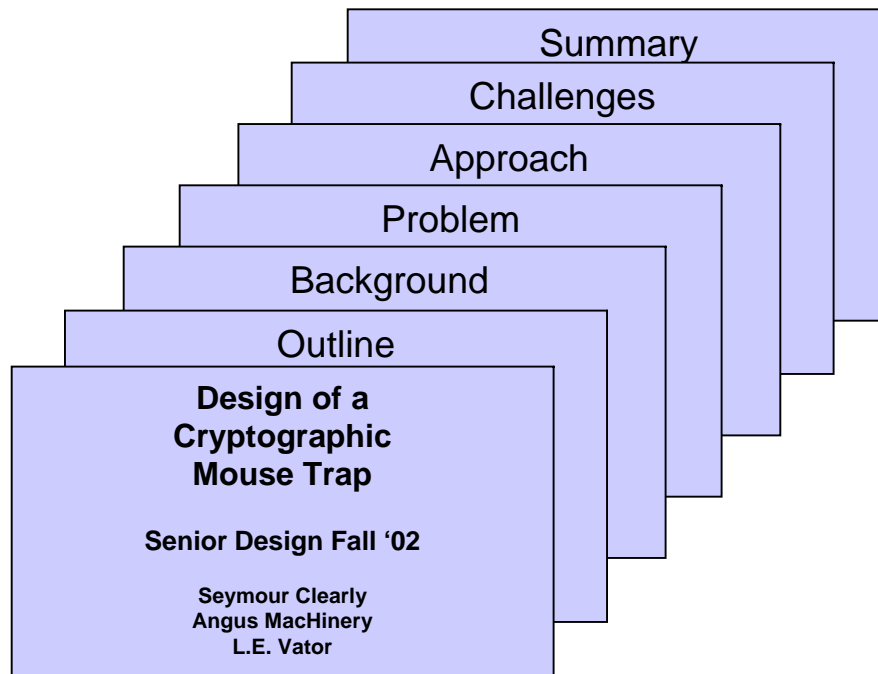 Summary
Challenges
Approach
Problem
Background
Outline
Design of a
Cryptographic
Mouse Trap
Senior Design Fall ‘02
Seymour Clearly
Angus MacHinery
L.E. Vator